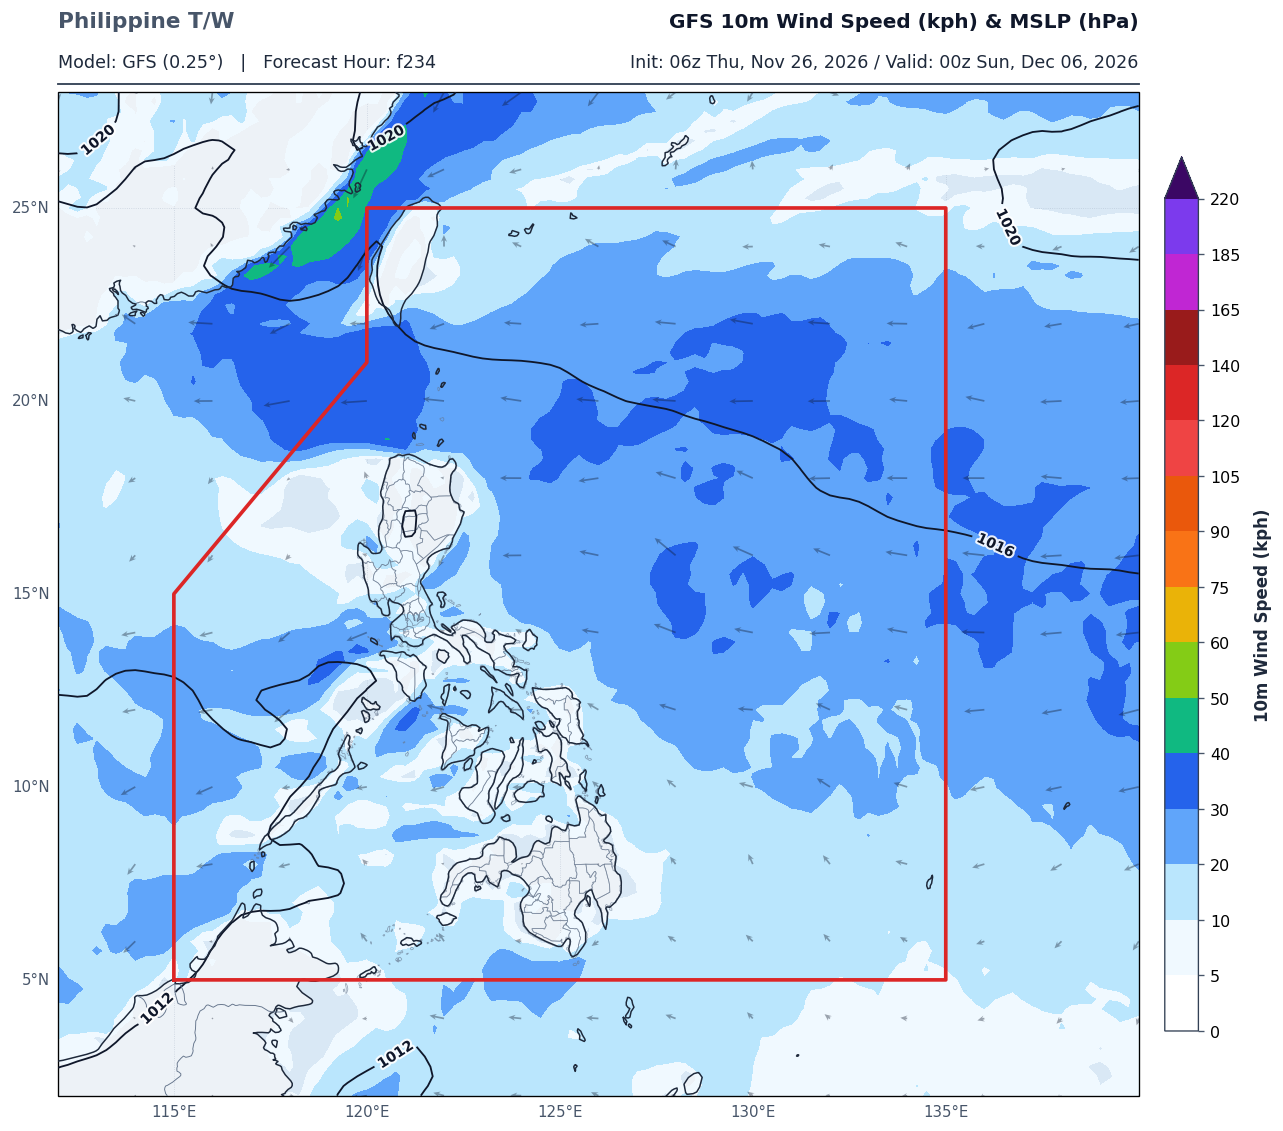 Philippine T/W
GFS 10m Wind Speed (kph) & MSLP (hPa)
Model: GFS (0.25°)   |   Forecast Hour: f234
Init: 06z Thu, Nov 26, 2026 / Valid: 00z Sun, Dec 06, 2026
1020
1020
1020
1016
1012
1012
25°N
20°N
15°N
10°N
5°N
115°E
120°E
125°E
130°E
135°E
220
185
165
140
120
105
90
75
60
50
40
30
20
10
5
0
10m Wind Speed (kph)